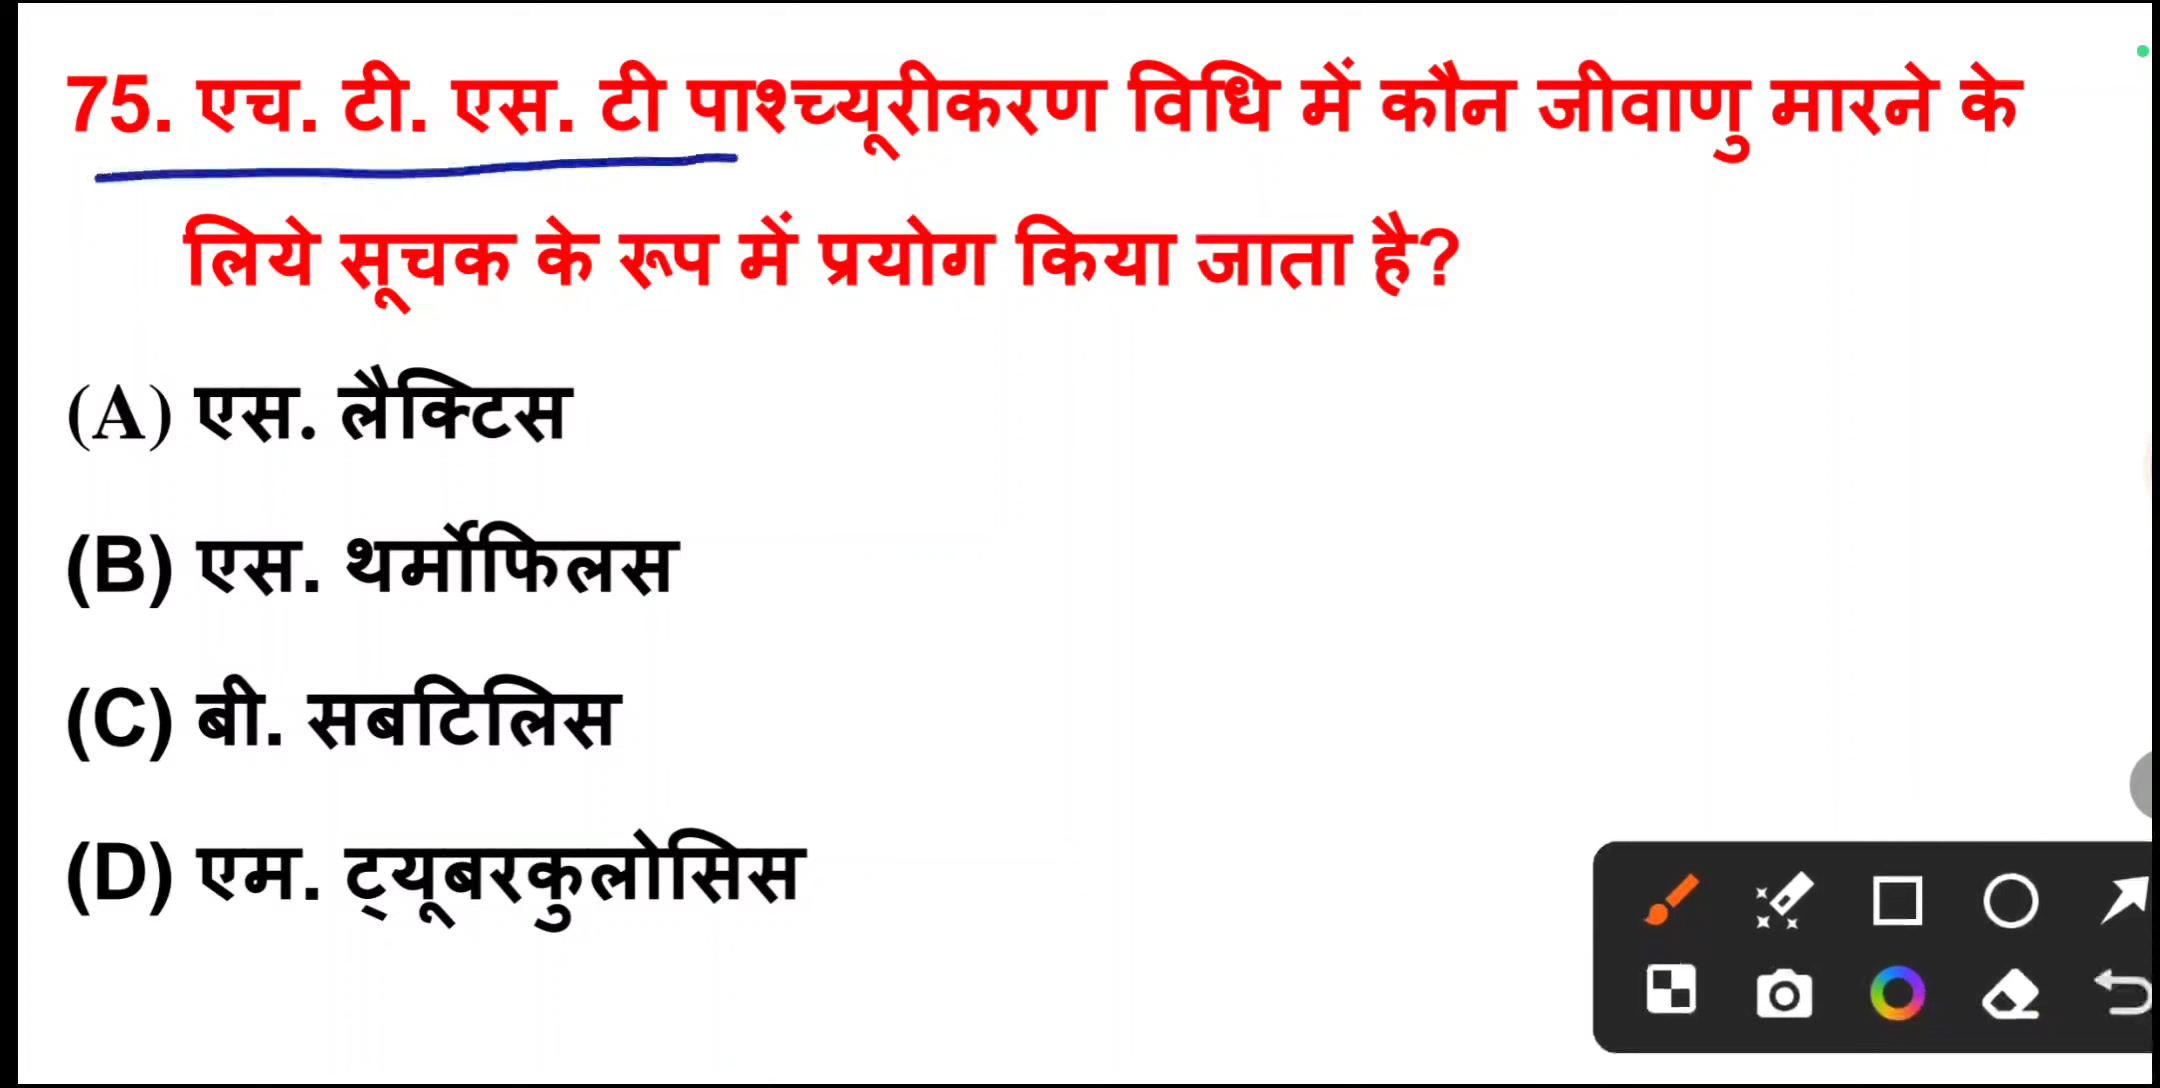 75. एच. टी. एस. टी पाश्च्यूरीकरण विधि में कौन जीवाणु मारने के
लिये सूचक के रूप में प्रयोग किया जाता है?
(A) एस. लैक्टिस
(B) एस. थर्मोफिलस
(C) बी. सबटिलिस
(D) एम. ट्यूबरकुलोसिस